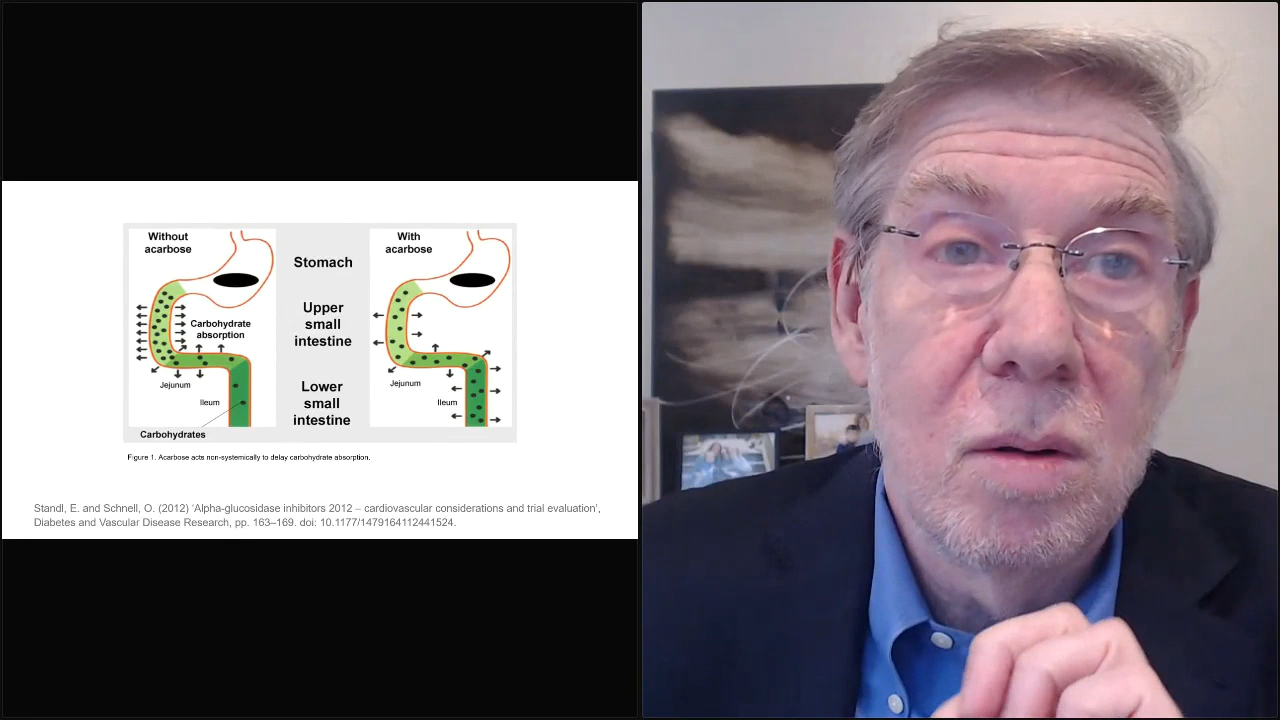 Without
acarbose
With
acarbose
Stomach
Upper
small
intestine
Carbohydrate
absorption
Jejunum
Jejunum
Lower
small
intestine
Ileum
Ileum
Carbohydrates
Figure 1. Acarbose acts non-systemically to delay carbohydrate absorption.
Standl, E. and Schnell, O. (2012) ‘Alpha-glucosidase inhibitors 2012 – cardiovascular considerations and trial evaluation’,
Diabetes and Vascular Disease Research, pp. 163–169. doi: 10.1177/1479164112441524.